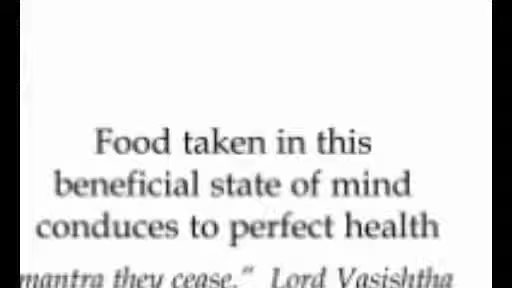 Food taken in this
beneficial state of mind
conduces to perfect health
mantra they cease." Lord Vasishtha